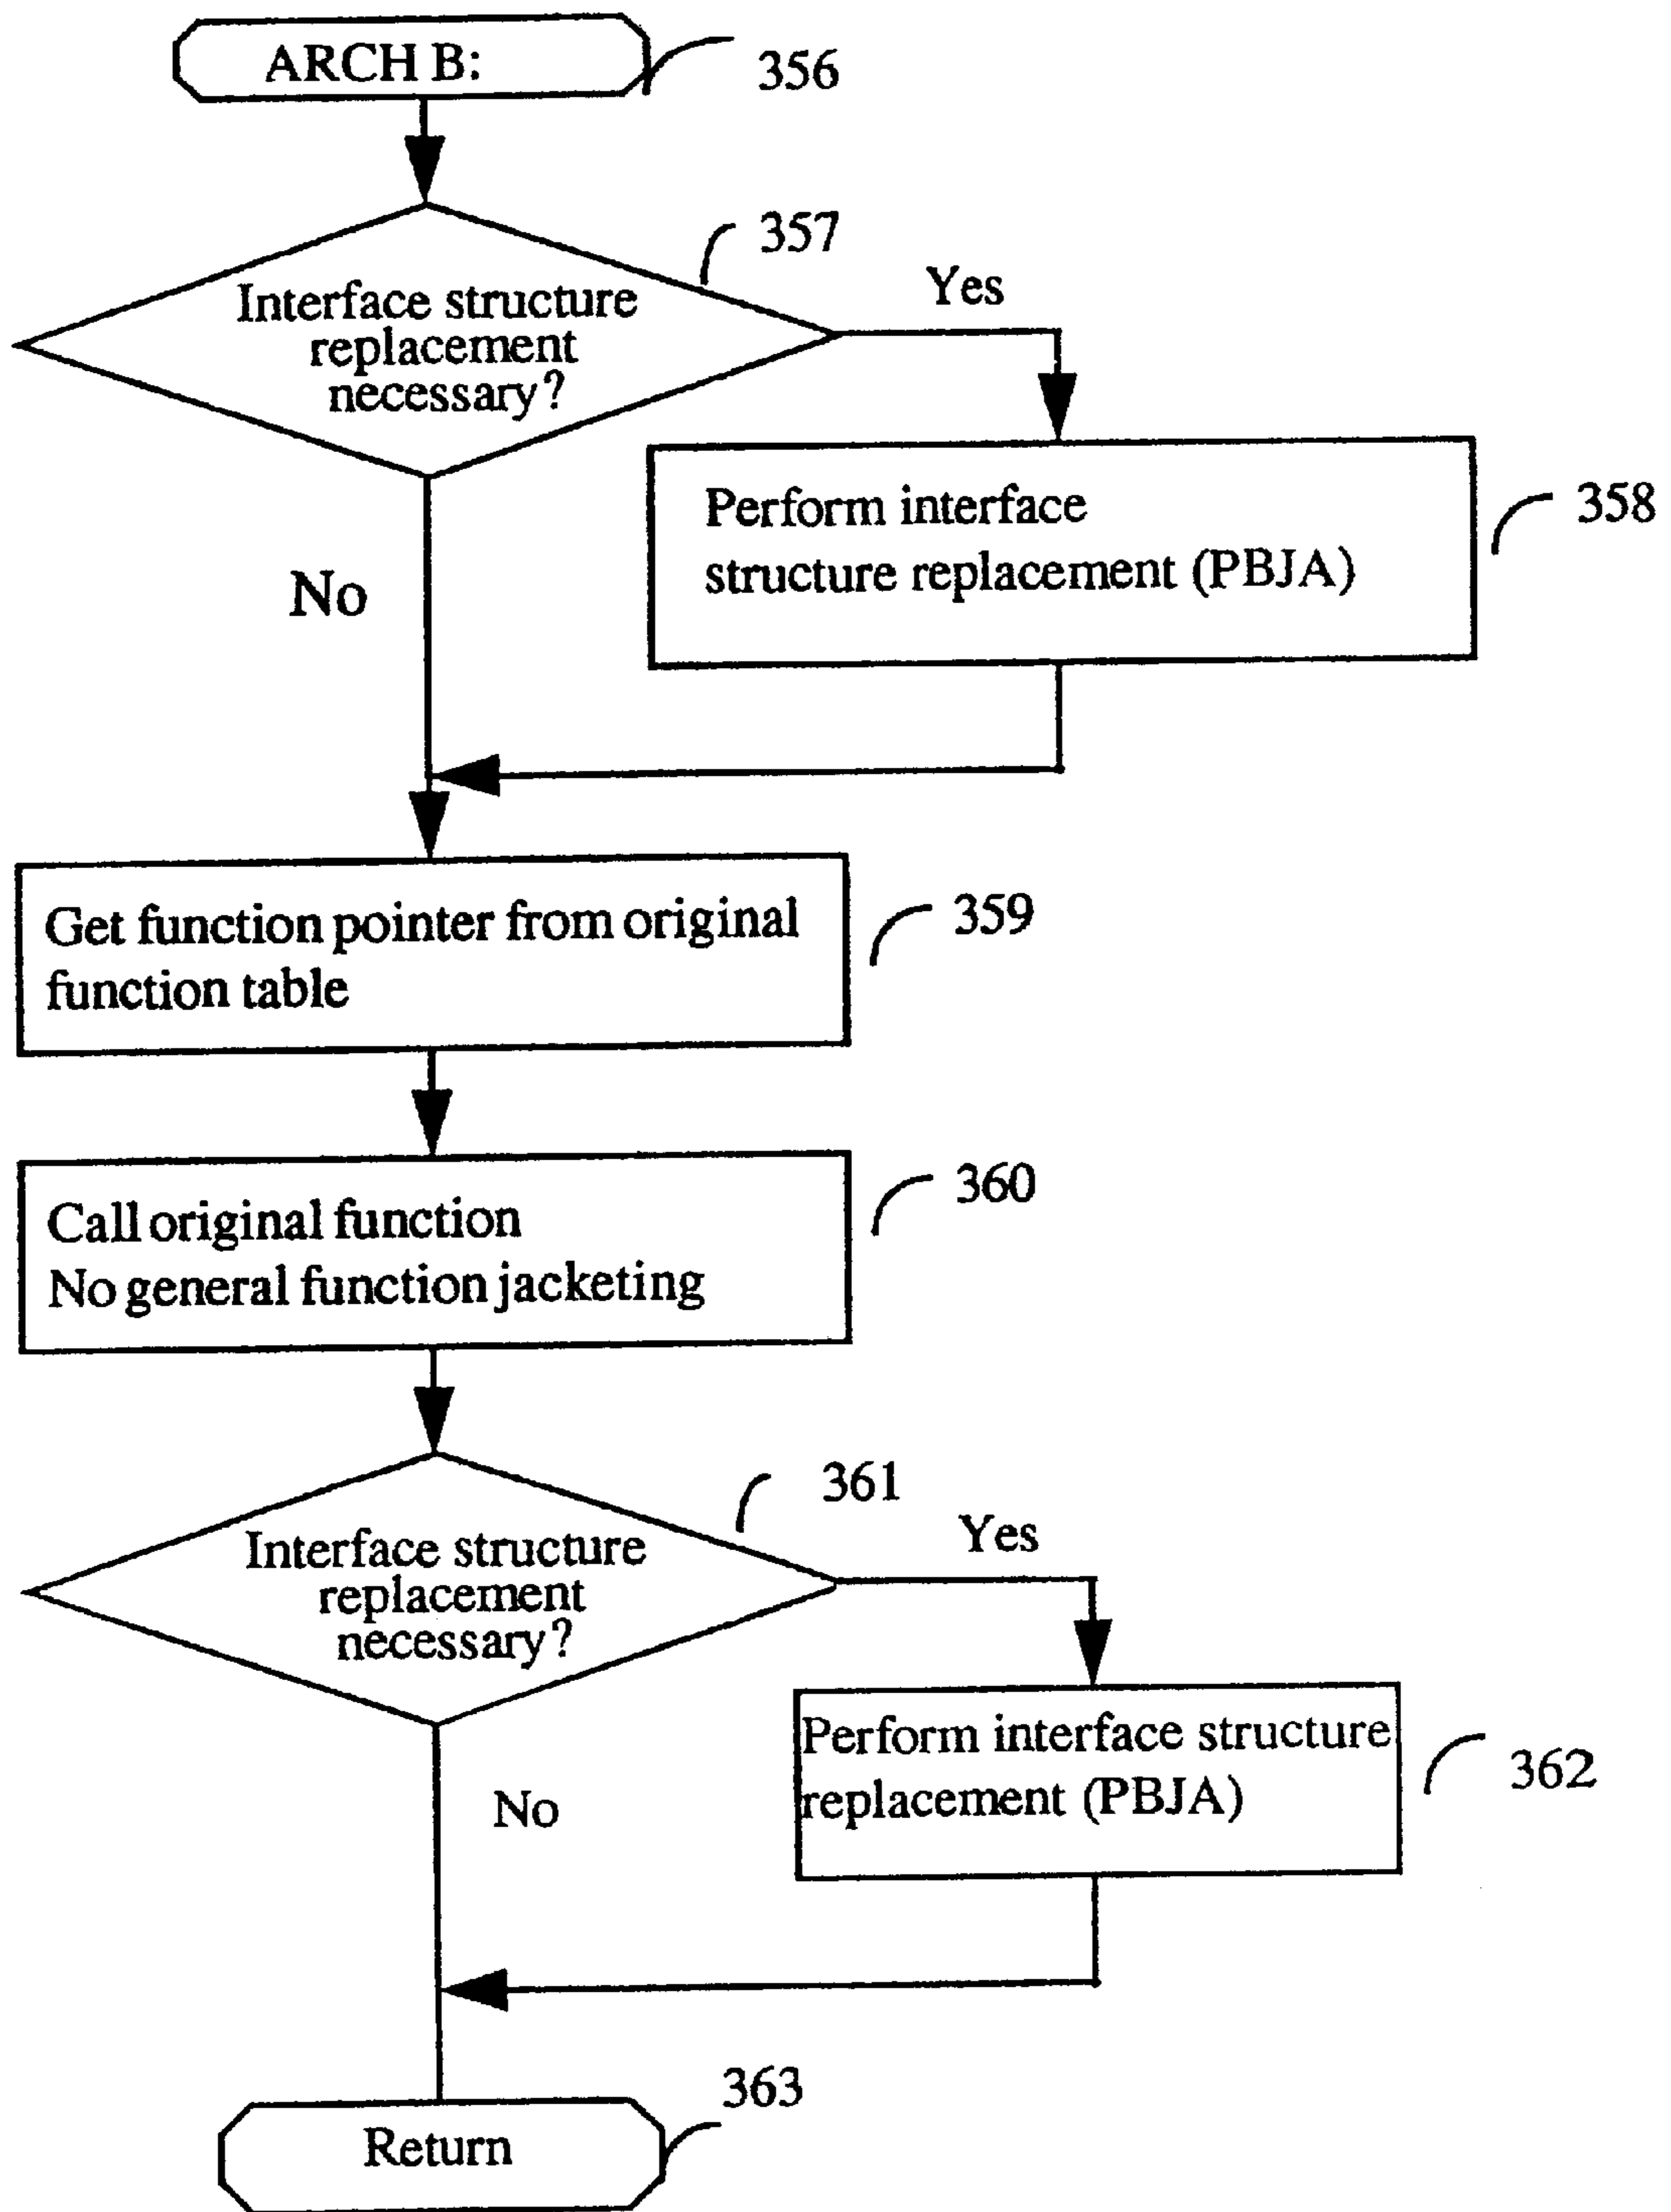 ARCH B:
356
357
Interface structure
replacement
necessary?
Yes
Perform interface
structure replacement (PBJA)
358
No
Get function pointer from original
function table
359
Call original function
No general function jacketing
360
361
Interface structure
replacement
necessary?
Yes
Perform interface structure
replacement (PBJA)
362
No
363
Return